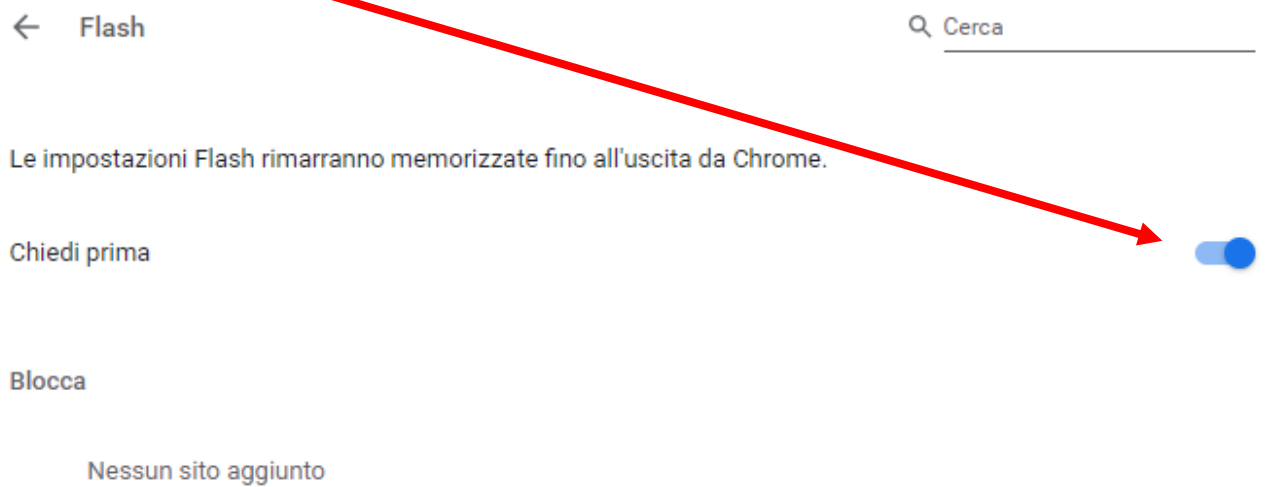 Flash
Cerca
Le impostazioni Flash rimarranno memorizzate fino all'uscita da Chrome.
Chiedi prima
Blocca
Nessun sito aggiunto